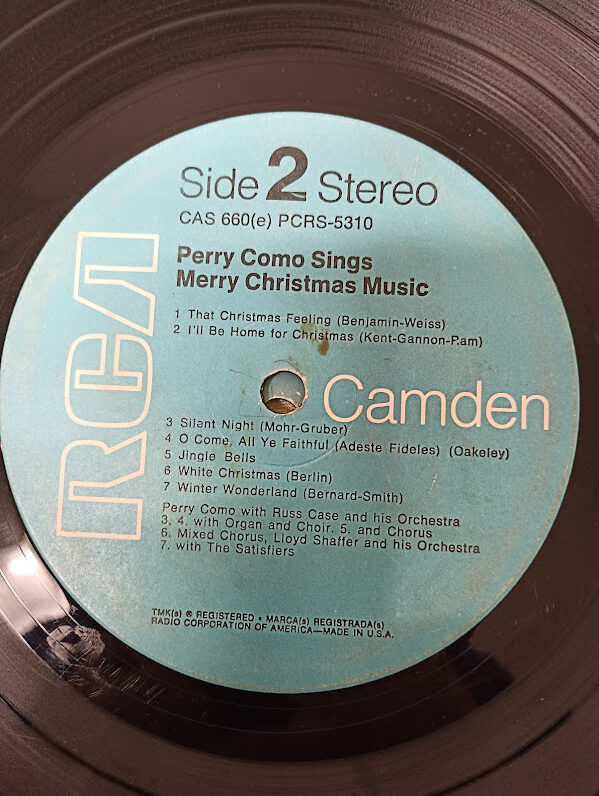 Side 2 Stereo
CAS 660(e) PCRS-5310
Perry Como Sings
Merry Christmas Music
1 That Christmas Feeling (Benjamin-Weiss)
2 I'll Be Home for Christmas (Kent-Gannon-Ram)
RCA
Camden
3 Silent Night (Mohr-Gruber)
4 O Come, All Ye Faithful (Adeste Fideles) (Oakeley)
5 Jingle Bells
6 White Christmas (Berlin)
7 Winter Wonderland (Bernard-Smith)
Perry Como with Russ Case and his Orchestra
3, 4. with Organ and Choir. 5. and Chorus
6. Mixed Chorus, Lloyd Shaffer and his Orchestra
7. with The Satisfiers
TMK(s) ® REGISTERED • MARCA(s) REGISTRADA(s)
RADIO CORPORATION OF AMERICA—MADE IN U.S.A.